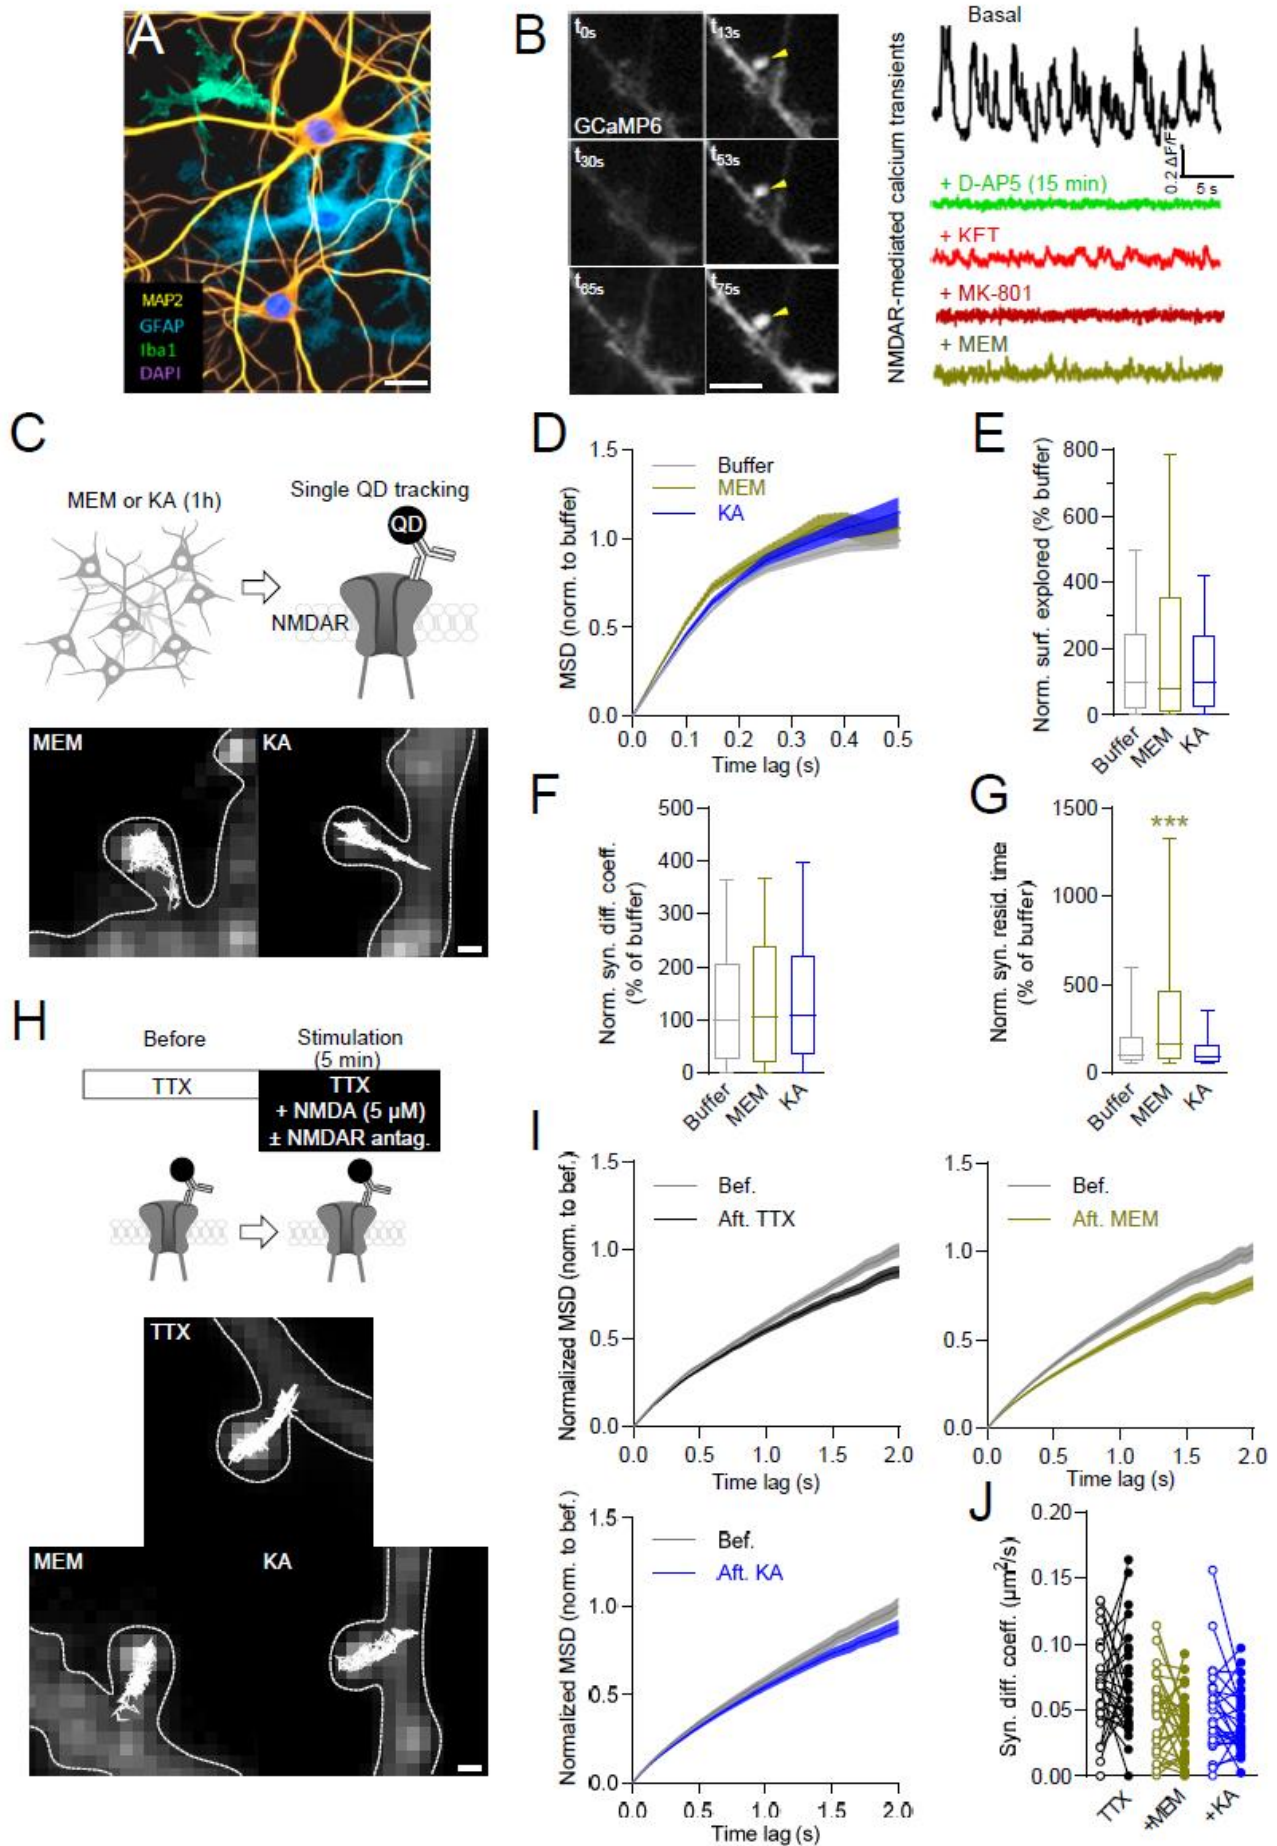 A
MAP2
GFAP
Iba1
DAPI
B
t0s
t13s
GCaMP6
t30s
t53s
t65s
t75s
NMDAR-mediated calcium transients
Basal
0.2 ΔF/F
5 s
+ D-AP5 (15 min)
+ KFT
+ MK-801
+ MEM
C
MEM or KA (1h)
Single QD tracking
QD
NMDAR
MEM
KA
D
MSD (norm. to buffer)
1.5
1.0
0.5
0.0
Buffer
MEM
KA
0.0 0.1 0.2 0.3 0.4 0.5
Time lag (s)
E
Norm. surf. explored (% buffer)
800
600
400
200
0
Buffer
MEM
KA
F
Norm. syn. diff. coeff.
(% of buffer)
500
400
300
200
100
0
Buffer
MEM
KA
G
Norm. syn. resid. time
(% of buffer)
1500
1000
500
0
***
Buffer
MEM
KA
H
Before
Stimulation
(5 min)
TTX
TTX
+ NMDA (5 µM)
± NMDAR antag.
TTX
MEM
KA
I
Normalized MSD (norm. to bef.)
1.5
1.0
0.5
0.0
Bef.
Aft. TTX
0.0 0.5 1.0 1.5 2.0
Time lag (s)
1.5
1.0
0.5
0.0
Bef.
Aft. MEM
0.0 0.5 1.0 1.5 2.0
Time lag (s)
Normalized MSD (norm. to bef.)
1.5
1.0
0.5
0.0
Bef.
Aft. KA
0.0 0.5 1.0 1.5 2.0
Time lag (s)
J
Syn. diff. coeff. (µm²/s)
0.20
0.15
0.10
0.05
0.00
TTX
+MEM
+KA